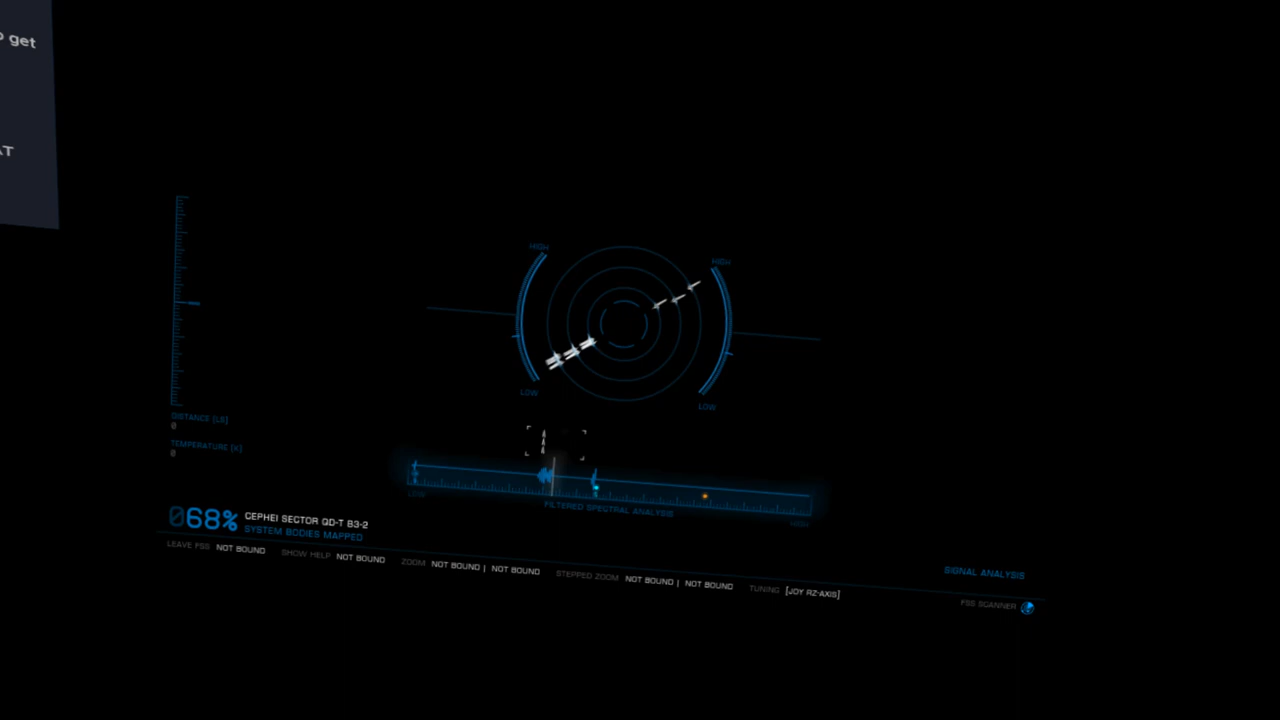 get
HIGH
HIGH
LOW
LOW
DISTANCE [LS]
0
TEMPERATURE [K]
0
LOW
FILTERED SPECTRAL ANALYSIS
HIGH
068% CEPHEI SECTOR QD-T B3-2
SYSTEM BODIES MAPPED
LEAVE FSS NOT BOUND SHOW HELP NOT BOUND ZOOM NOT BOUND | NOT BOUND STEPPED ZOOM NOT BOUND | NOT BOUND TUNING [JOY RZ-AXIS]
SIGNAL ANALYSIS
FSS SCANNER